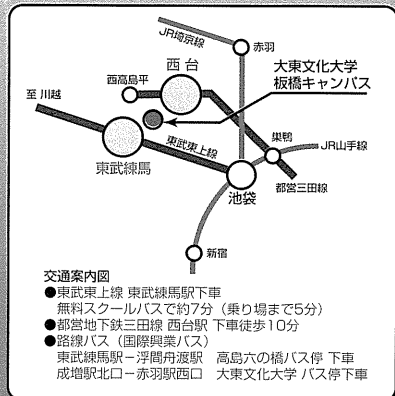 JR埼京線
赤羽
西台
大東文化大学
板橋キャンパス
西高島平
至 川越
巣鴨
JR山手線
東武東上線
東武練馬
池袋
都営三田線
新宿
交通案内図
●東武東上線 東武練馬駅下車
無料スクールバスで約7分（乗り場まで5分）
●都営地下鉄三田線 西台駅 下車徒歩10分
●路線バス（国際興業バス）
東武練馬駅－浮間舟渡駅 高島六の橋バス停 下車
成増駅北口－赤羽駅西口 大東文化大学 バス停下車